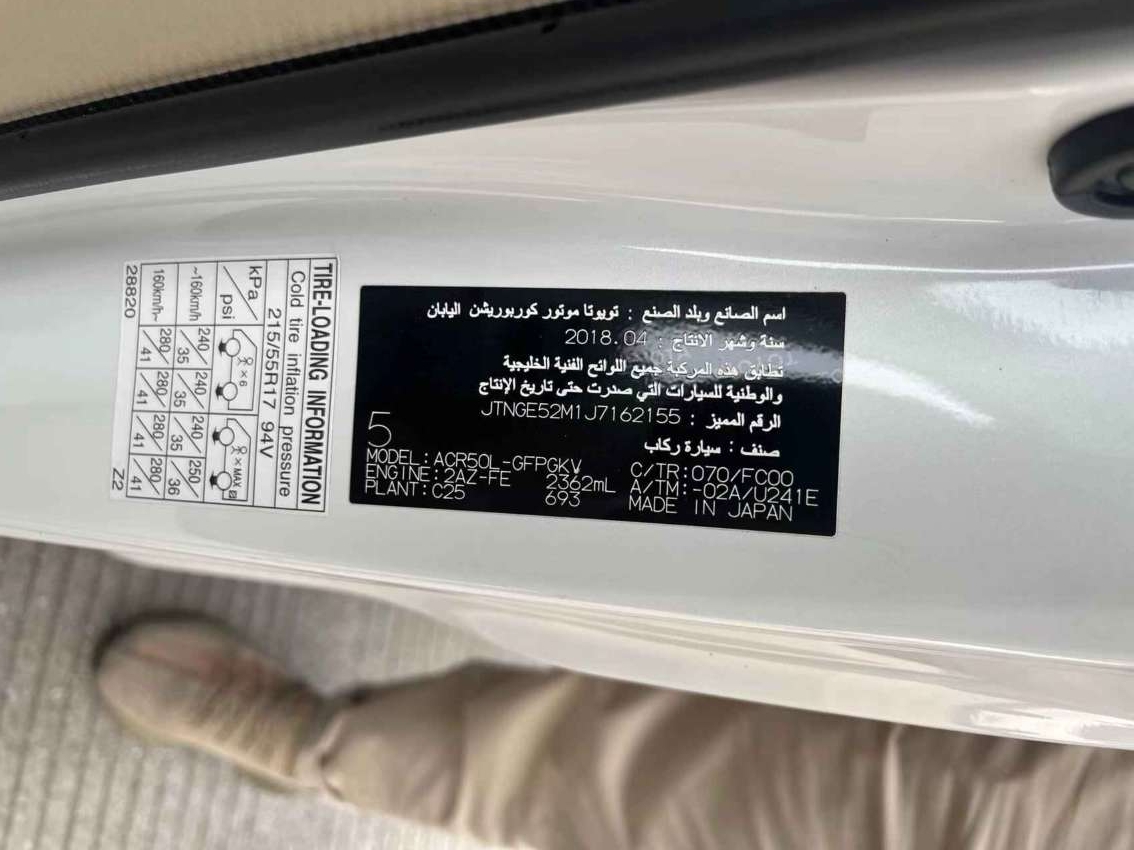 اسم الصانع وبلد الصنع : تويوتا موتور كوربوريشن اليابان
سنة وشهر الانتاج : 2018.04
تطابق هذه المركبة جميع اللوائح الفنية الخليجية
والوطنية للسيارات التي صدرت حتى تاريخ الإنتاج
الرقم المميز : JTNGE52M1J7162155
صنف : سيارة ركاب
5
MODEL:ACR50L-GFPGKV C/TR:070/FC00
ENGINE:2AZ-FE 2362mL A/TM:-02A/U241E
PLANT:C25 693 MADE IN JAPAN
TIRE-LOADING INFORMATION
Cold tire inflation pressure
215/55R17 94V
kPa/psi × 6 × MAX
~160km/h 240/35 240/35 240/35 250/36
160km/h~ 280/41 280/41 280/41 280/41
28820 Z2